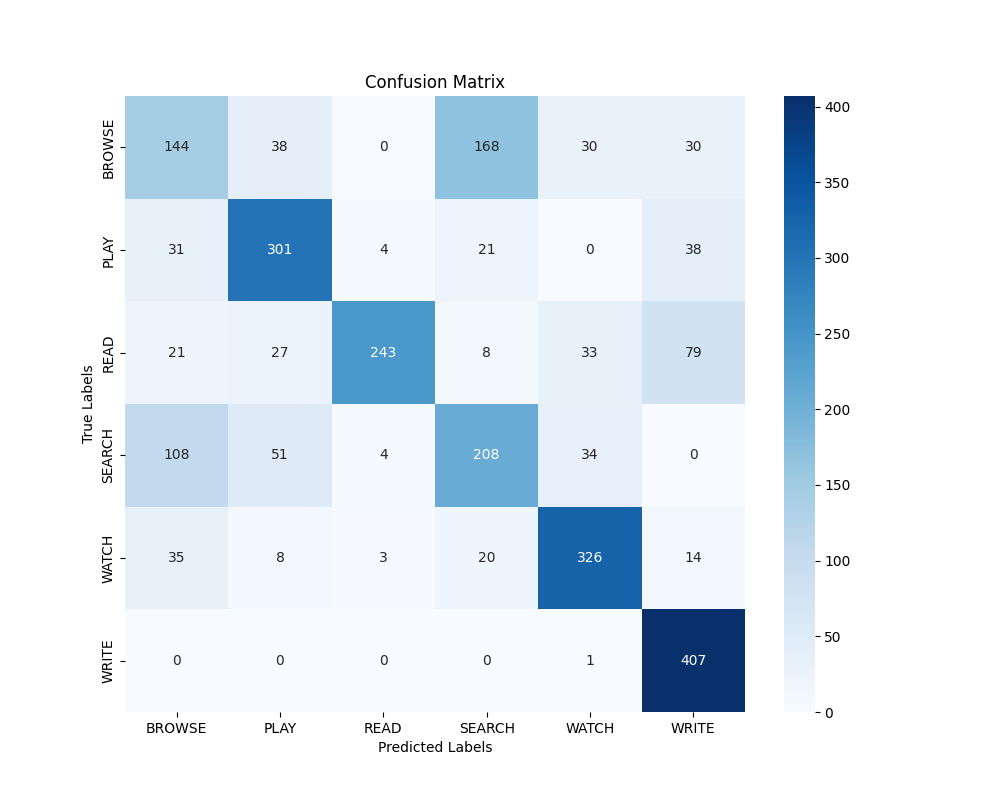 Confusion Matrix
True Labels
BROWSE 144 38 0 168 30 30
PLAY 31 301 4 21 0 38
READ 21 27 243 8 33 79
SEARCH 108 51 4 208 34 0
WATCH 35 8 3 20 326 14
WRITE 0 0 0 0 1 407
BROWSE PLAY READ SEARCH WATCH WRITE
Predicted Labels
400
350
300
250
200
150
100
50
0